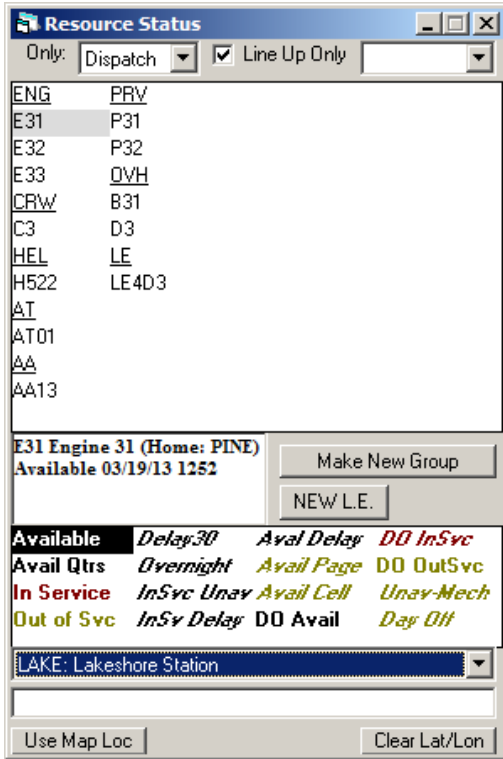 Resource Status
Only: Dispatch Line Up Only
ENG PRV
E31 P31
E32 P32
E33 OVH
CRW B31
C3 D3
HEL LE
H522 LE4D3
AT
AT01
AA
AA13
E31 Engine 31 (Home: PINE)
Available 03/19/13 1252
Make New Group
NEW L.E.
Available Delay30 Aval Delay DO InSvc
Avail Qtrs Overnight Avail Page DO OutSvc
In Service InSvc Unav Avail Cell Unav-Mech
Out of Svc InSv Delay DO Avail Day Off
LAKE: Lakeshore Station
Use Map Loc Clear Lat/Lon